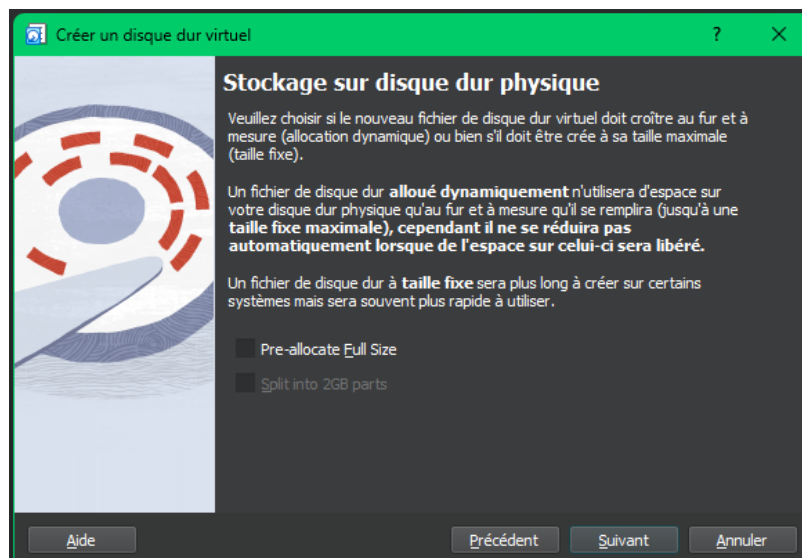 Créer un disque dur virtuel
?
Stockage sur disque dur physique
Veuillez choisir si le nouveau fichier de disque dur virtuel doit croître au fur et à
mesure (allocation dynamique) ou bien s'il doit être crée à sa taille maximale
(taille fixe).
Un fichier de disque dur alloué dynamiquement n'utilisera d'espace sur
votre disque dur physique qu'au fur et à mesure qu'il se remplira (jusqu'à une
taille fixe maximale), cependant il ne se réduira pas
automatiquement lorsque de l'espace sur celui-ci sera libéré.
Un fichier de disque dur à taille fixe sera plus long à créer sur certains
systèmes mais sera souvent plus rapide à utiliser.
Pre-allocate Full Size
Split into 2GB parts
Aide
Précédent
Suivant
Annuler